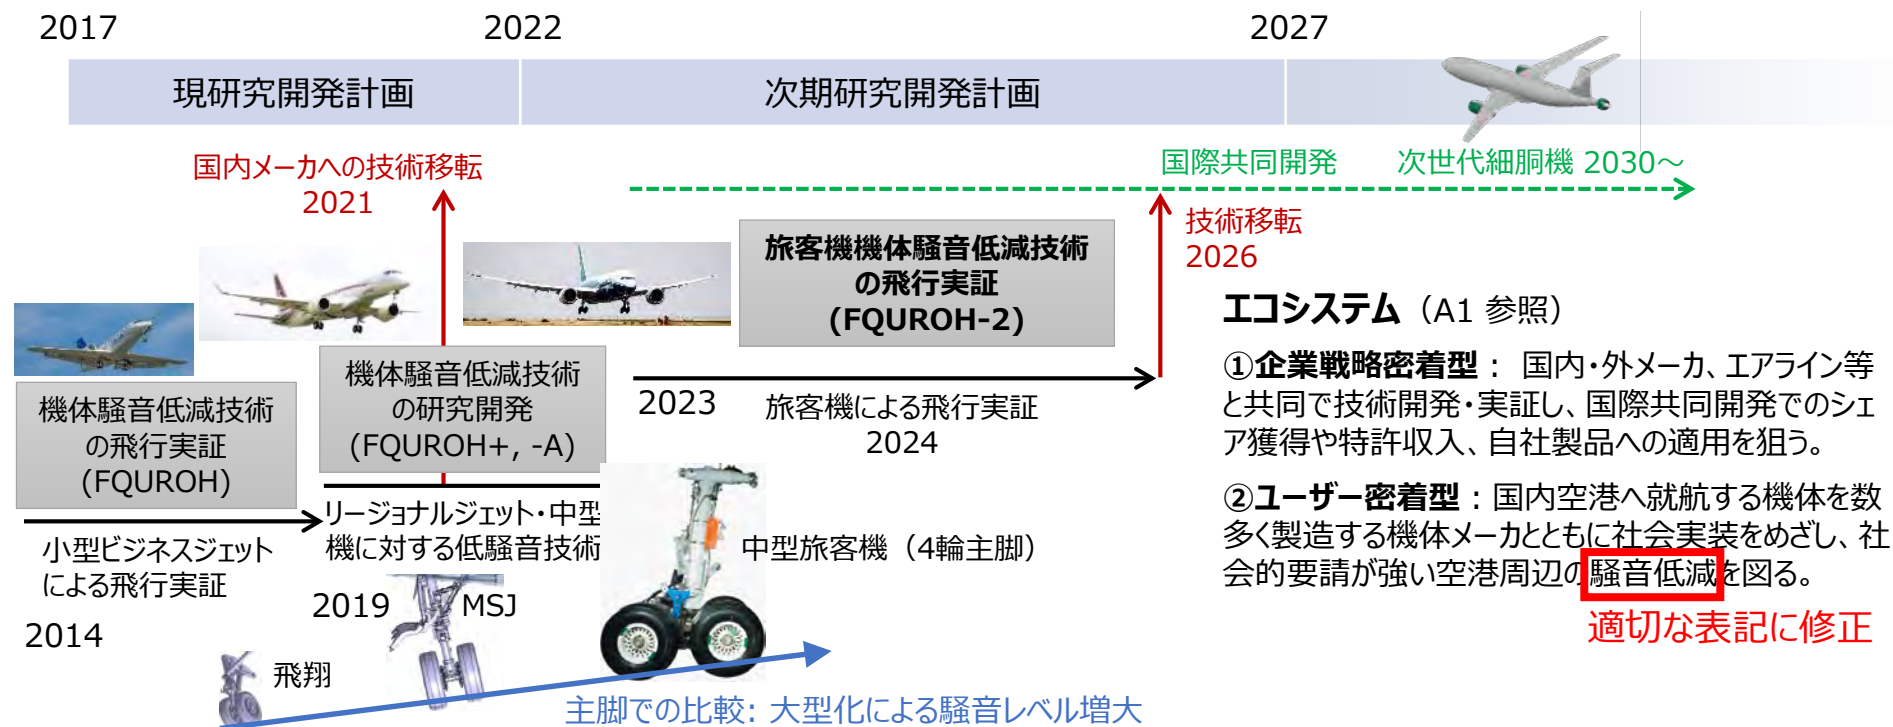 2017
2022
2027
現研究開発計画
次期研究開発計画
国内メーカへの技術移転
2021
国際共同開発
次世代細胴機 2030～
技術移転
2026
旅客機機体騒音低減技術
の飛行実証
(FQUROH-2)
機体騒音低減技術
の研究開発
(FQUROH+, -A)
機体騒音低減技術
の飛行実証
(FQUROH)
2023
旅客機による飛行実証
2024
リージョナルジェット・中型
機に対する低騒音技術
小型ビジネスジェット
による飛行実証
2014
2019
MSJ
飛翔
中型旅客機（4輪主脚）
主脚での比較: 大型化による騒音レベル増大
エコシステム（A1 参照）
①企業戦略密着型： 国内・外メーカ、エアライン等
と共同で技術開発・実証し、国際共同開発でのシェ
ア獲得や特許収入、自社製品への適用を狙う。
②ユーザー密着型：国内空港へ就航する機体を数
多く製造する機体メーカとともに社会実装をめざし、社
会的要請が強い空港周辺の騒音低減を図る。
適切な表記に修正